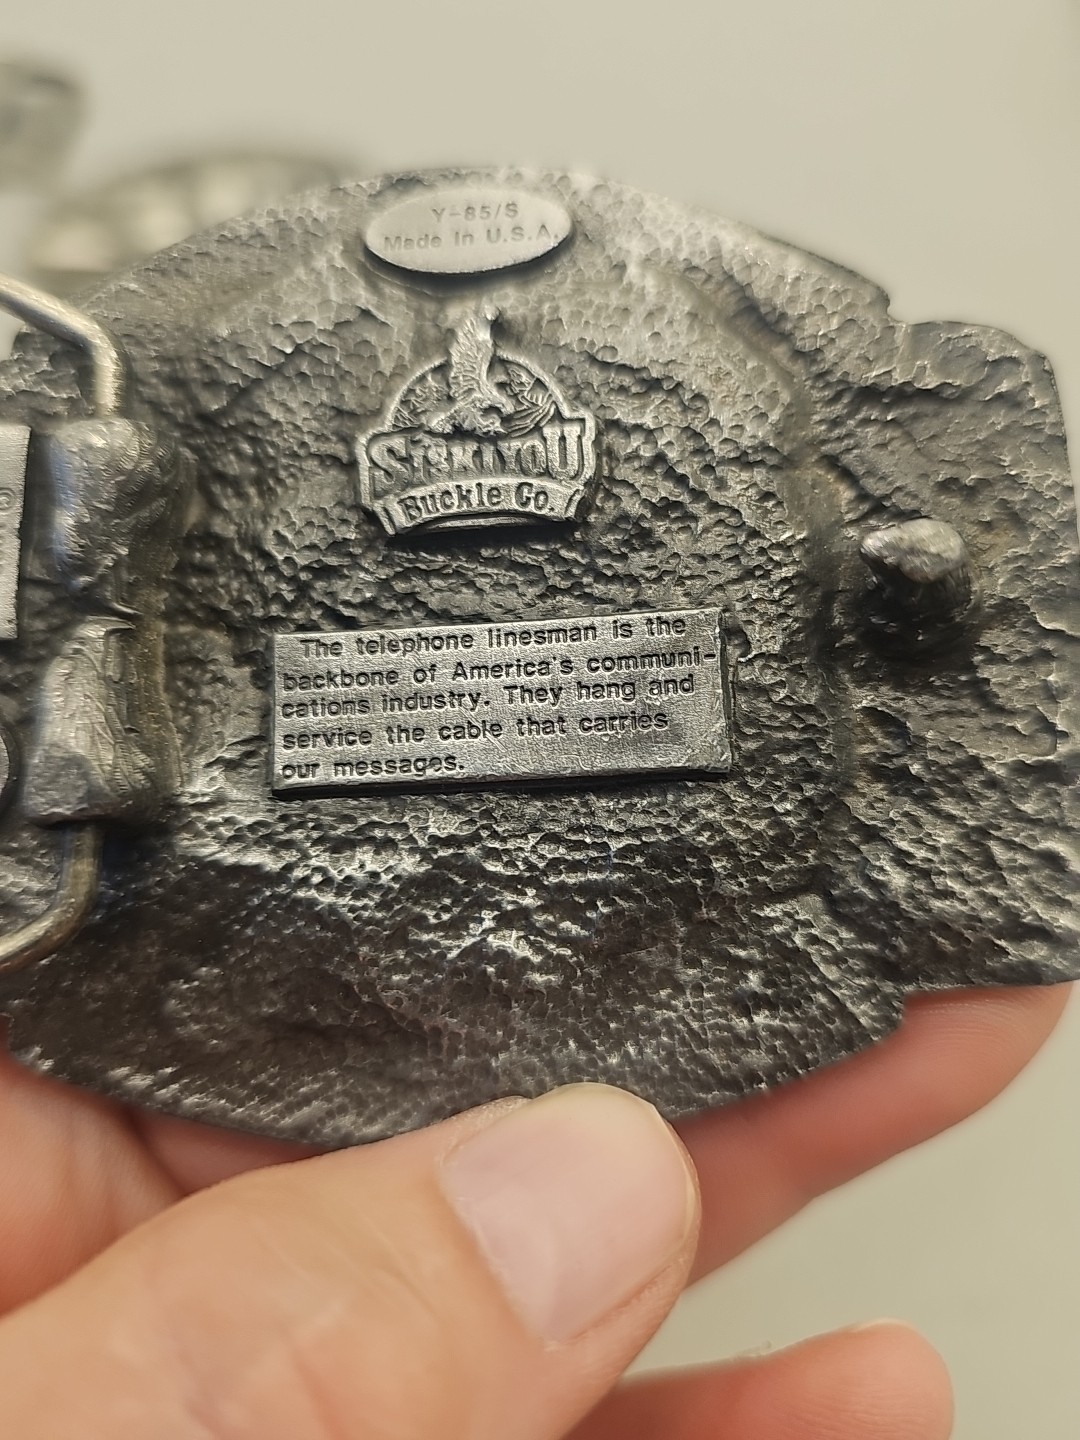 Y-85/S
Made In U.S.A.
SISKIYOU
Buckle Co.
The telephone linesman is the
backbone of America's communi-
cations industry. They hang and
service the cable that carries
our messages.
®